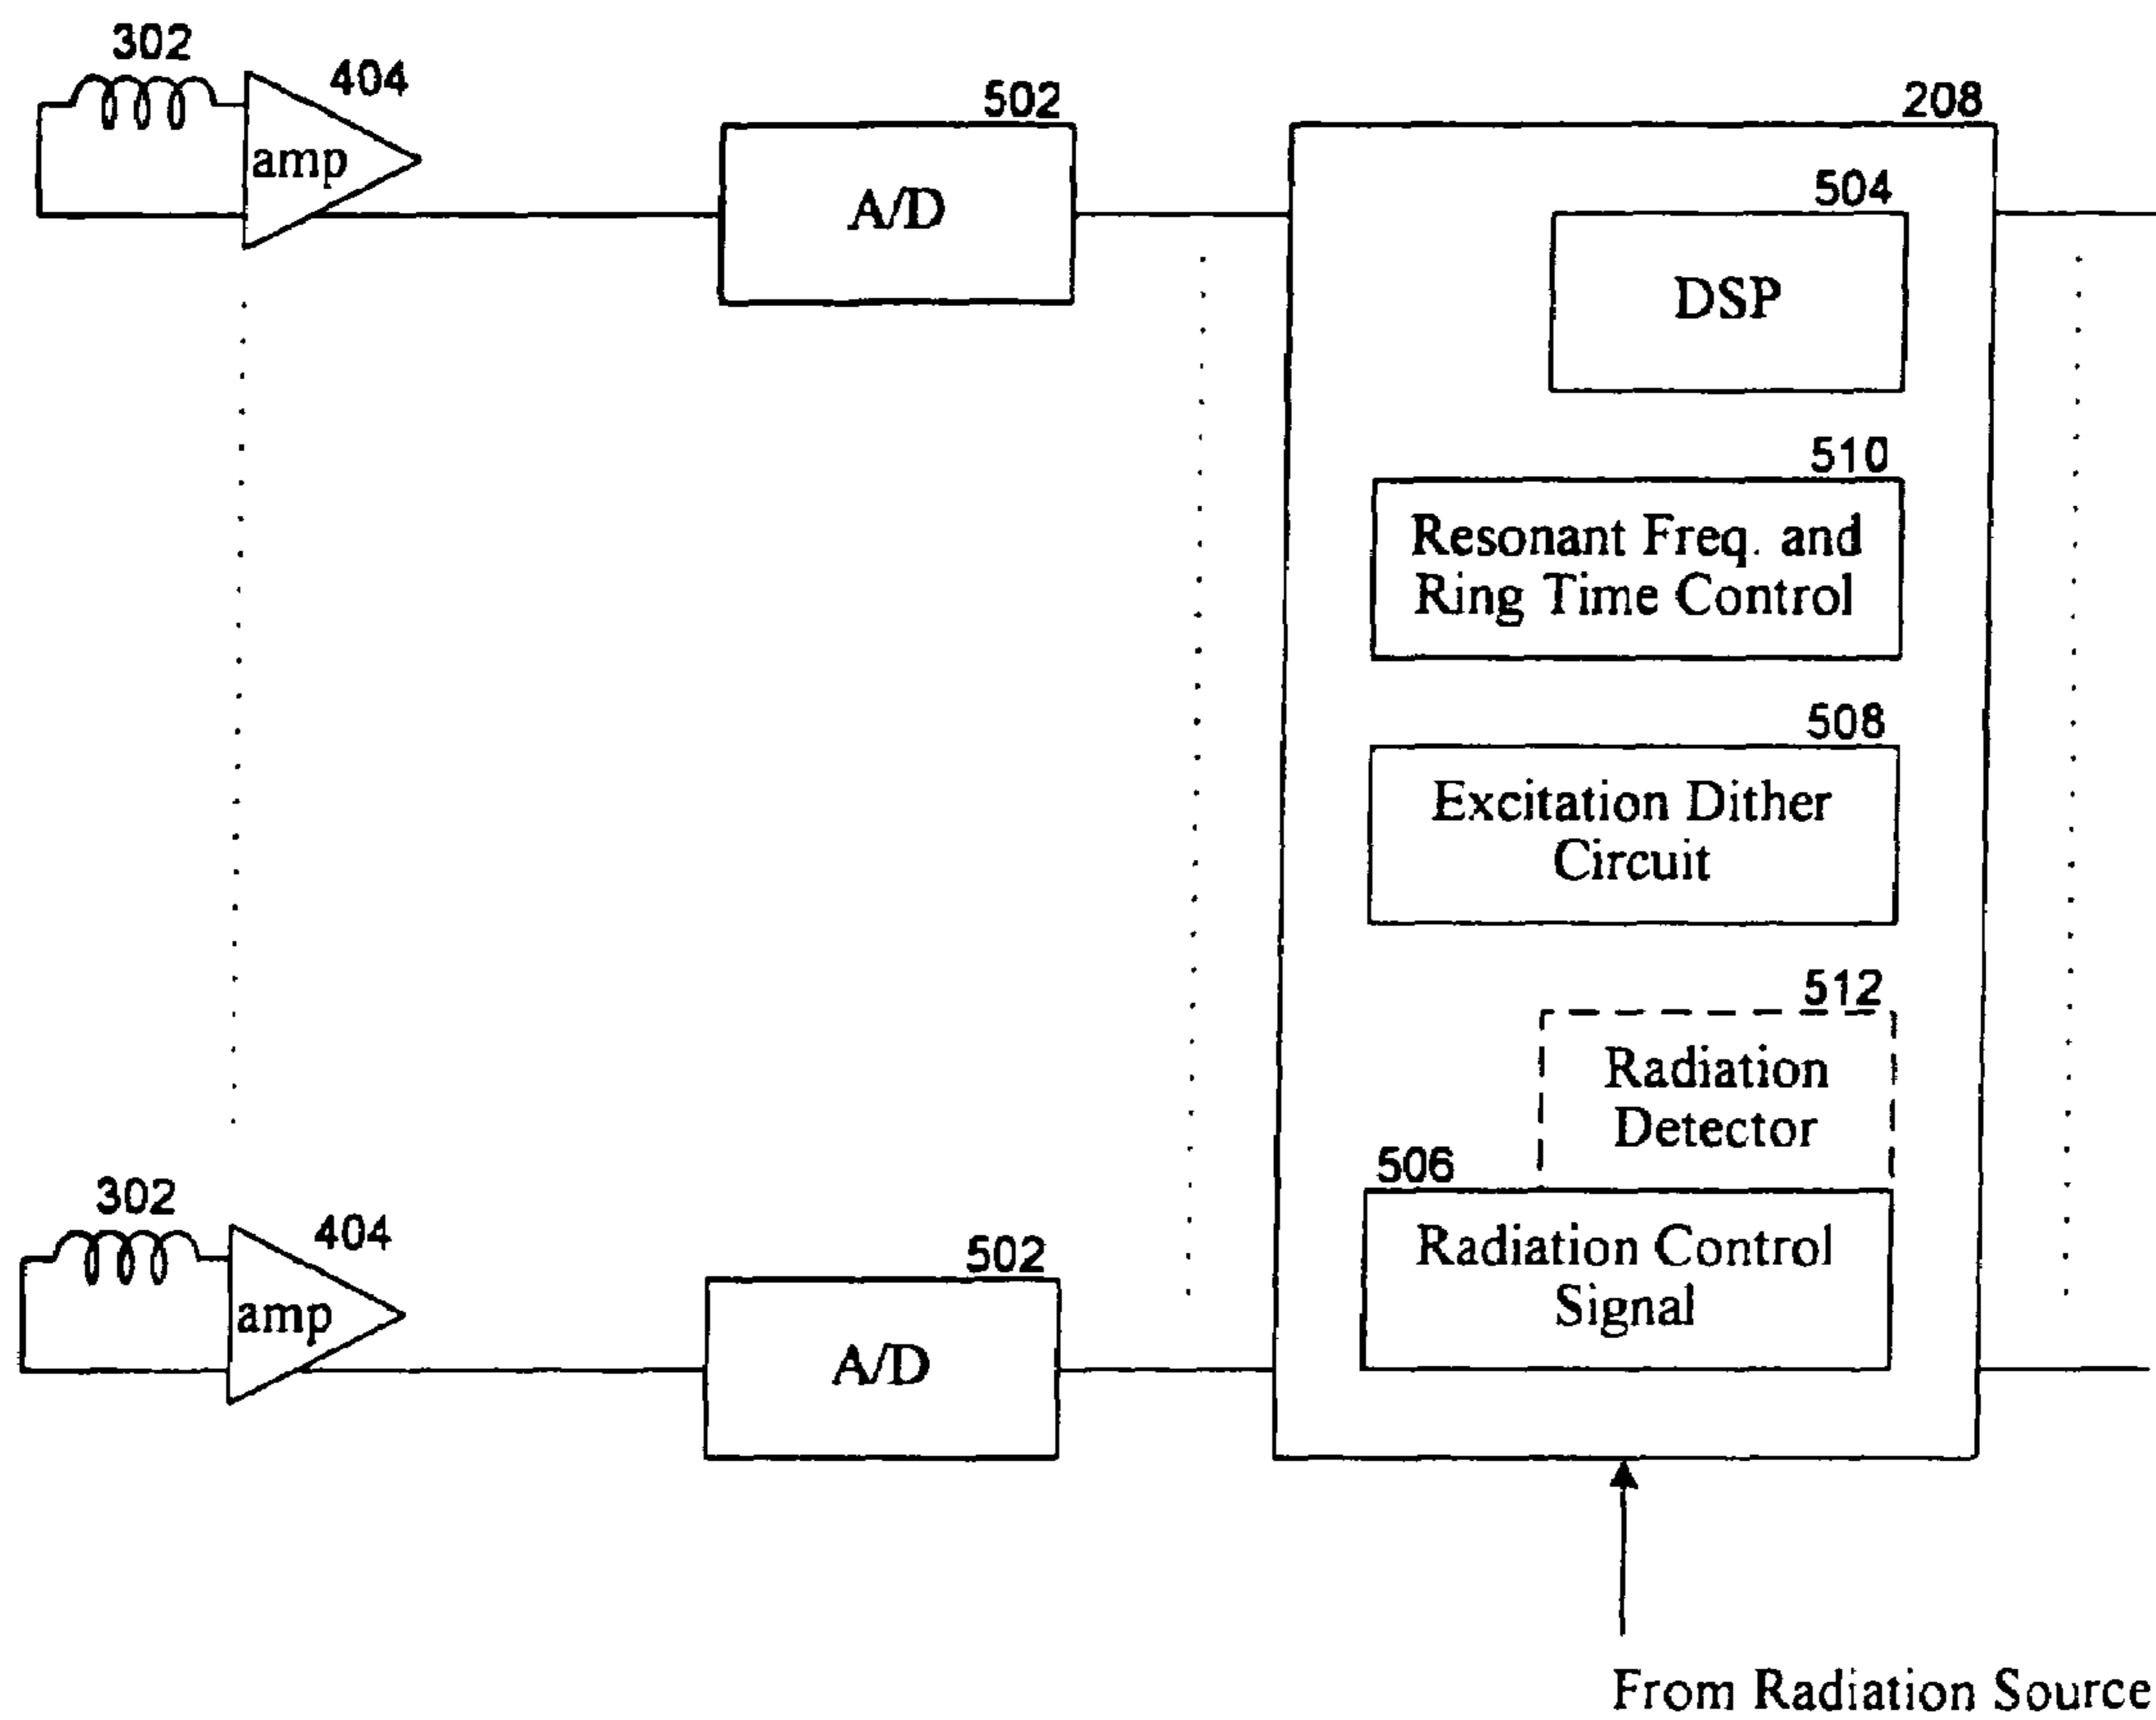 302
404
amp
502
A/D
208
504
DSP
510
Resonant Freq. and
Ring Time Control
508
Excitation Dither
Circuit
512
Radiation
Detector
506
Radiation Control
Signal
302
404
amp
502
A/D
From Radiation Source